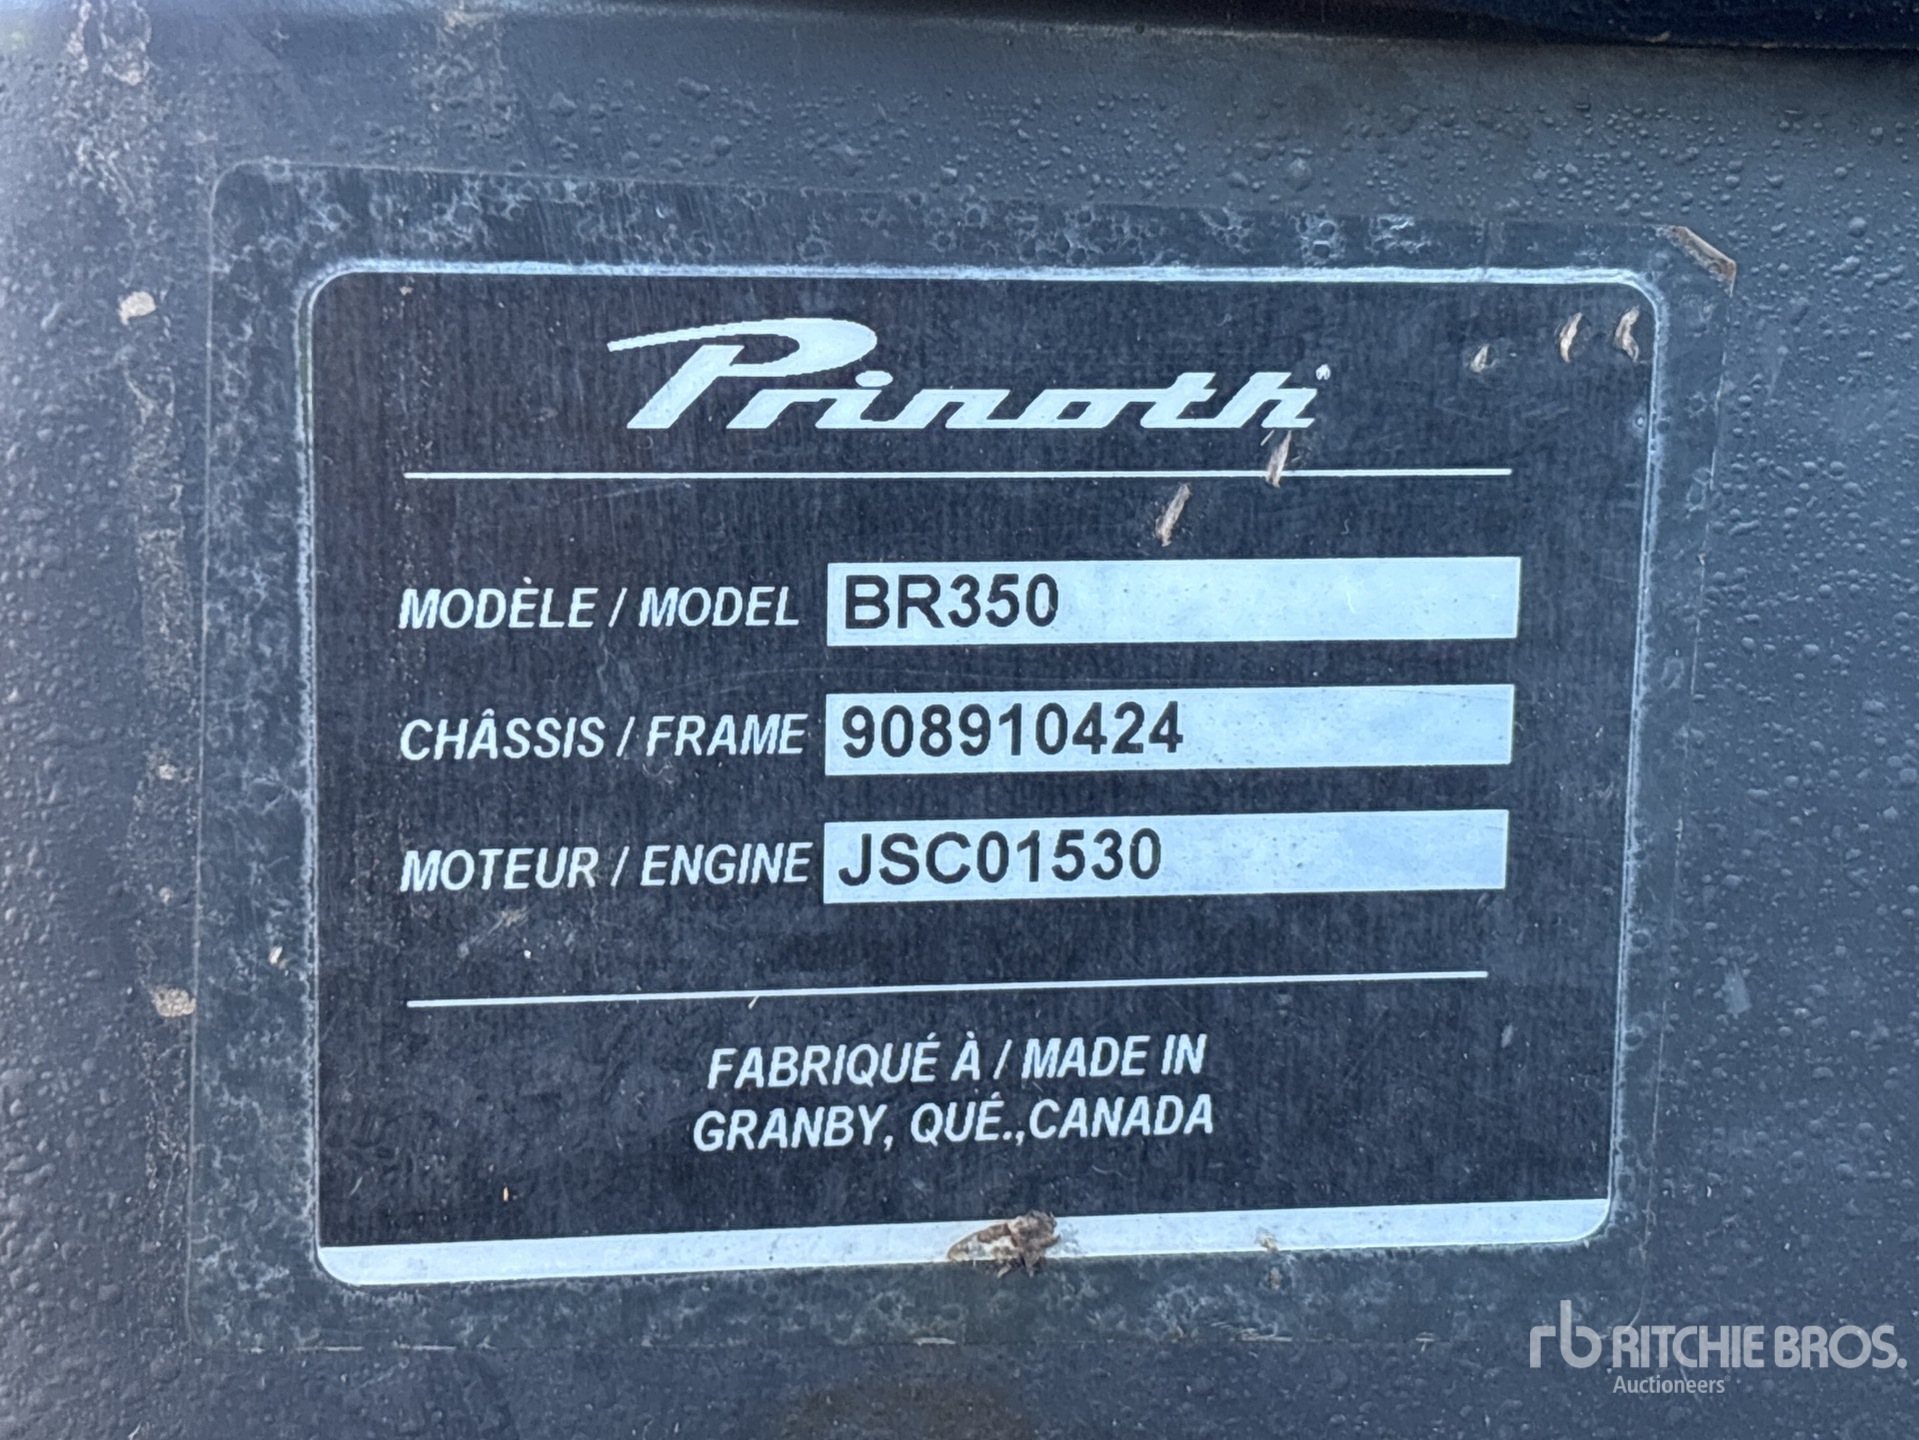 Prinoth
MODÈLE / MODEL BR350
CHÂSSIS / FRAME 908910424
MOTEUR / ENGINE JSC01530
FABRIQUÉ À / MADE IN
GRANBY, QUÉ.,CANADA
rb RITCHIE BROS.
Auctioneers